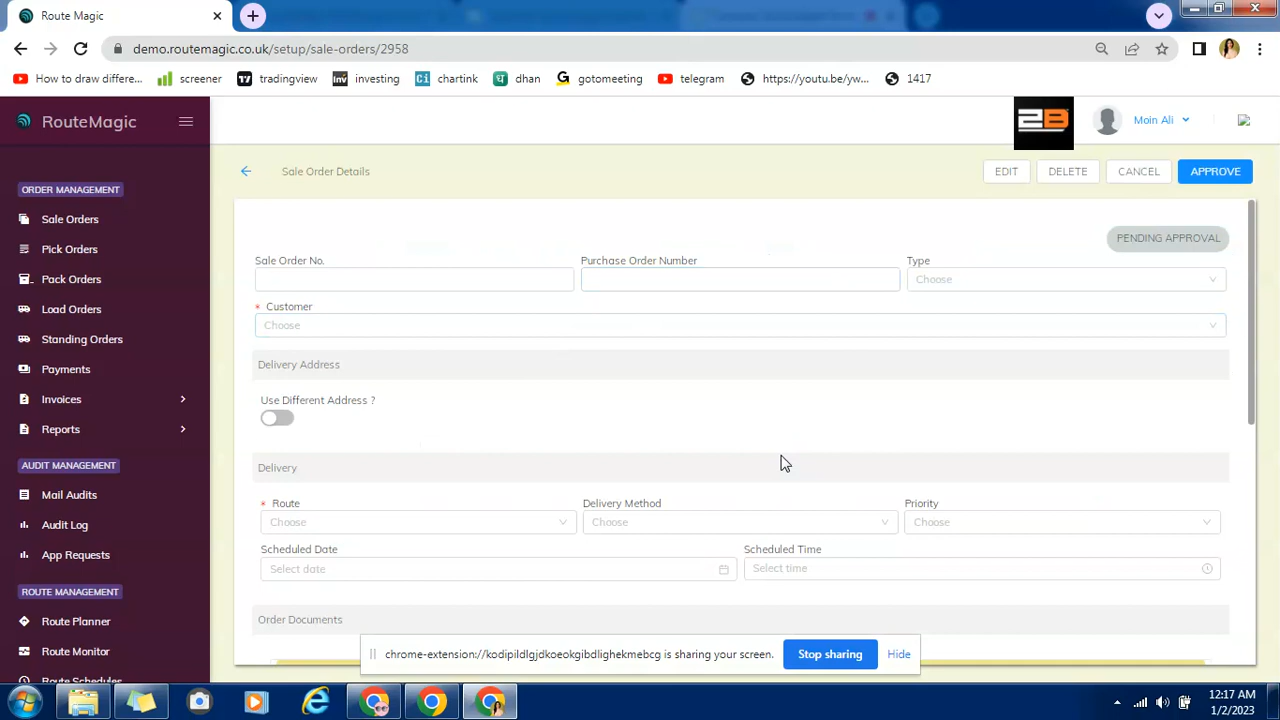 Route Magic
demo.routemagic.co.uk/setup/sale-orders/2958
How to draw differe...
screener
tradingview
Inv investing
Ci chartink
dhan
G gotomeeting
telegram
https://youtu.be/yw...
1417
RouteMagic
2B
Moin Ali
Sale Order Details
EDIT
DELETE
CANCEL
APPROVE
ORDER MANAGEMENT
Sale Orders
Pick Orders
Pack Orders
Load Orders
Standing Orders
Payments
Invoices
Reports
AUDIT MANAGEMENT
Mail Audits
Audit Log
App Requests
ROUTE MANAGEMENT
Route Planner
Route Monitor
Route Schedules
PENDING APPROVAL
Sale Order No.
Purchase Order Number
Type
Choose
* Customer
Choose
Delivery Address
Use Different Address ?
Delivery
* Route
Delivery Method
Priority
Choose
Choose
Choose
Scheduled Date
Scheduled Time
Select date
Select time
Order Documents
chrome-extension://kodipildlgjdkoeokgibdlighekmebcg is sharing your screen.
Stop sharing
Hide
12:17 AM
1/2/2023